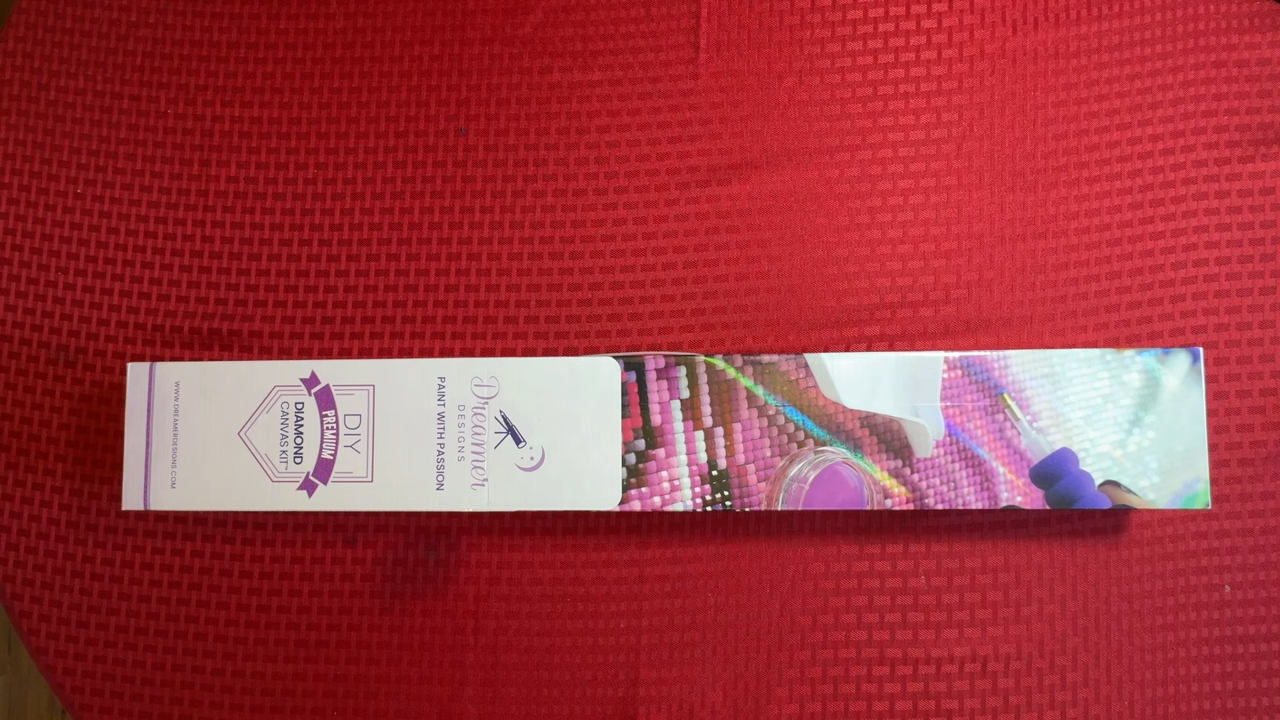 Dreamer
DESIGNS
PAINT WITH PASSION
DIY
PREMIUM
DIAMOND
CANVAS KIT™
WWW.DREAMERDESIGNS.COM